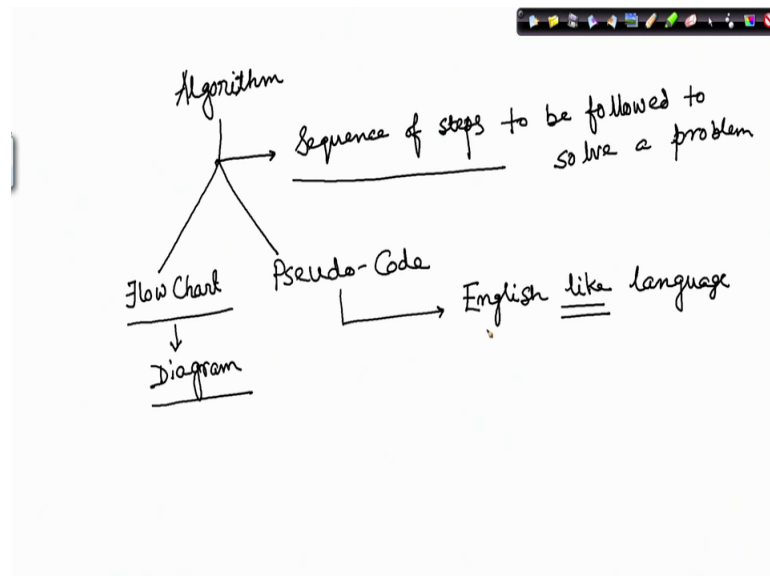 Algorithm
Sequence of steps to be followed to
solve a problem
Flow Chart
Pseudo-Code
English like language
Diagram